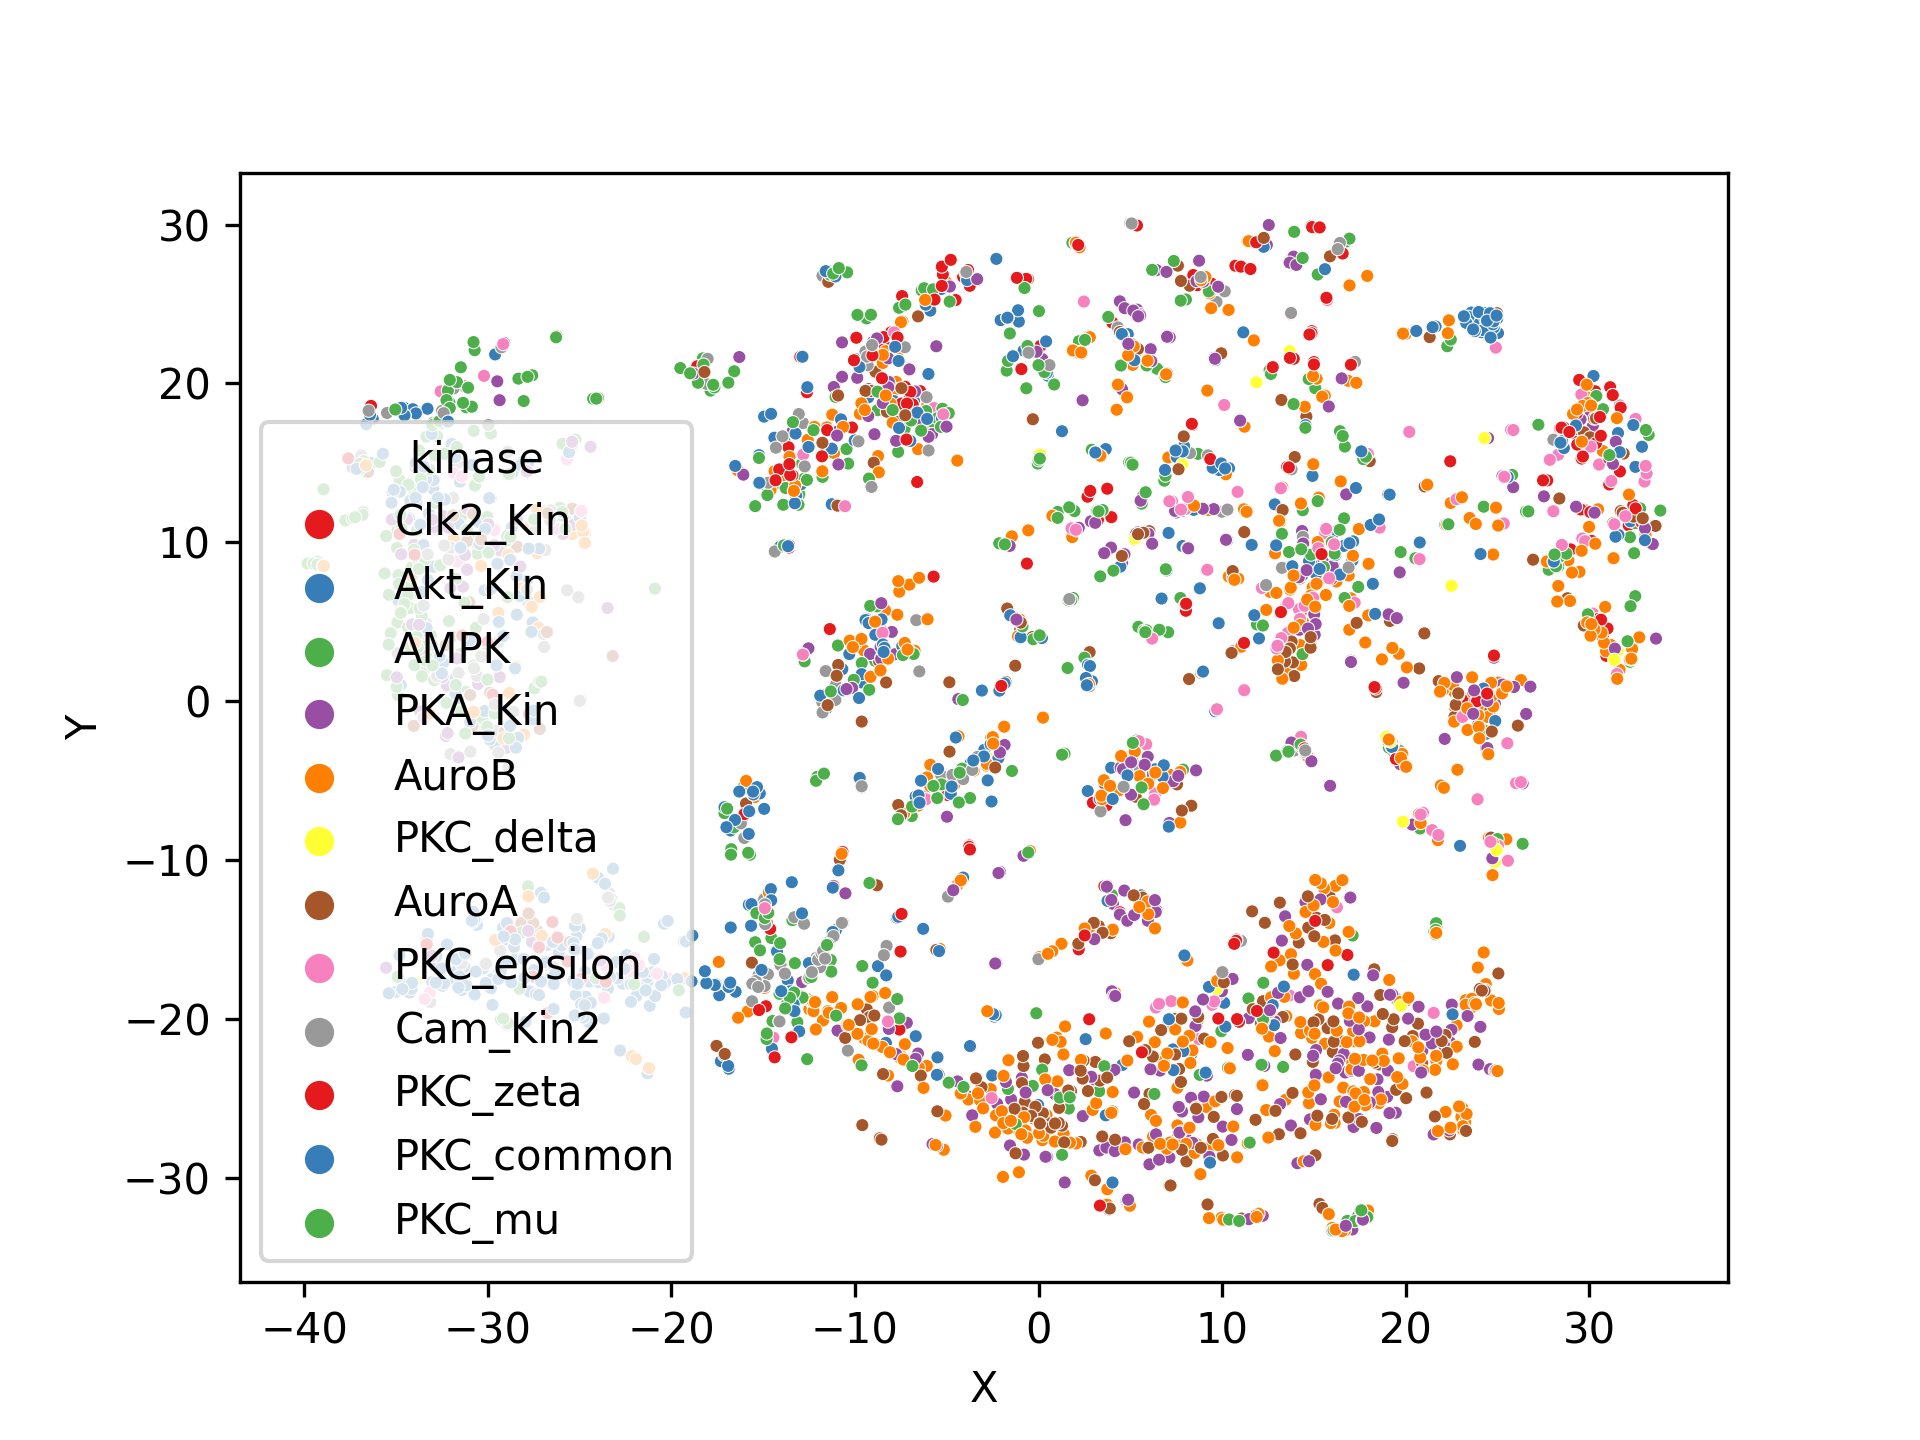 30
20
10
0
−10
−20
−30
Y
kinase
Clk2_Kin
Akt_Kin
AMPK
PKA_Kin
AuroB
PKC_delta
AuroA
PKC_epsilon
Cam_Kin2
PKC_zeta
PKC_common
PKC_mu
−40 −30 −20 −10 0 10 20 30
X